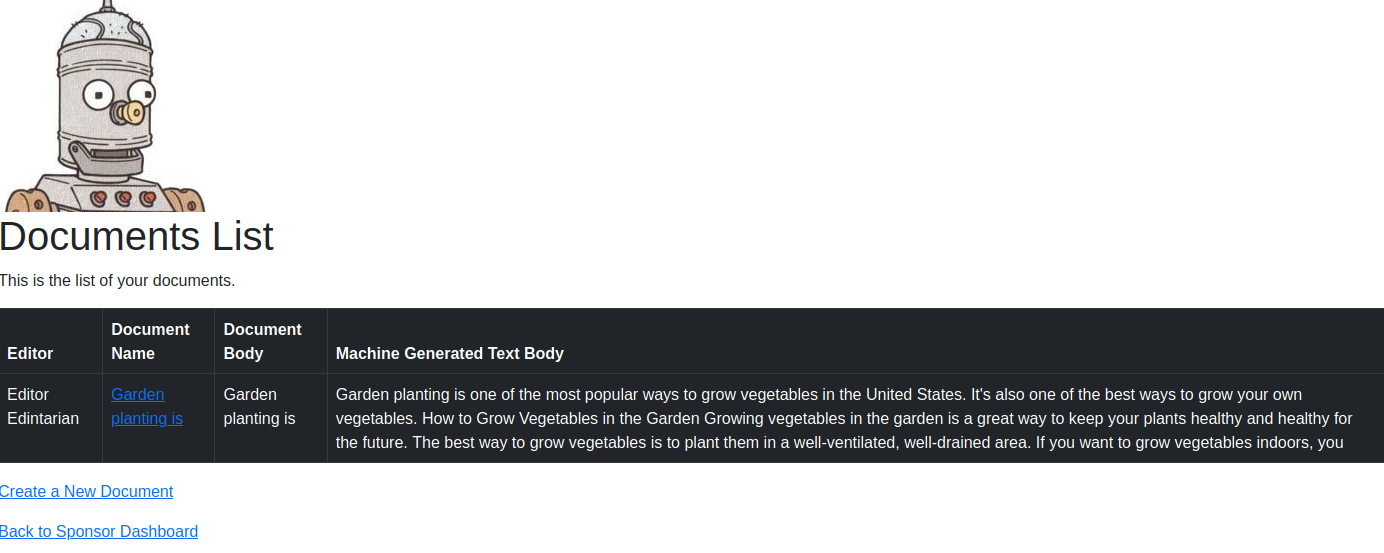 Documents List
This is the list of your documents.
Editor
Document
Name
Document
Body
Machine Generated Text Body
Editor
Edintarian
Garden
planting is
Garden
planting is
Garden planting is one of the most popular ways to grow vegetables in the United States. It's also one of the best ways to grow your own
vegetables. How to Grow Vegetables in the Garden Growing vegetables in the garden is a great way to keep your plants healthy and healthy for
the future. The best way to grow vegetables is to plant them in a well-ventilated, well-drained area. If you want to grow vegetables indoors, you
Create a New Document
Back to Sponsor Dashboard